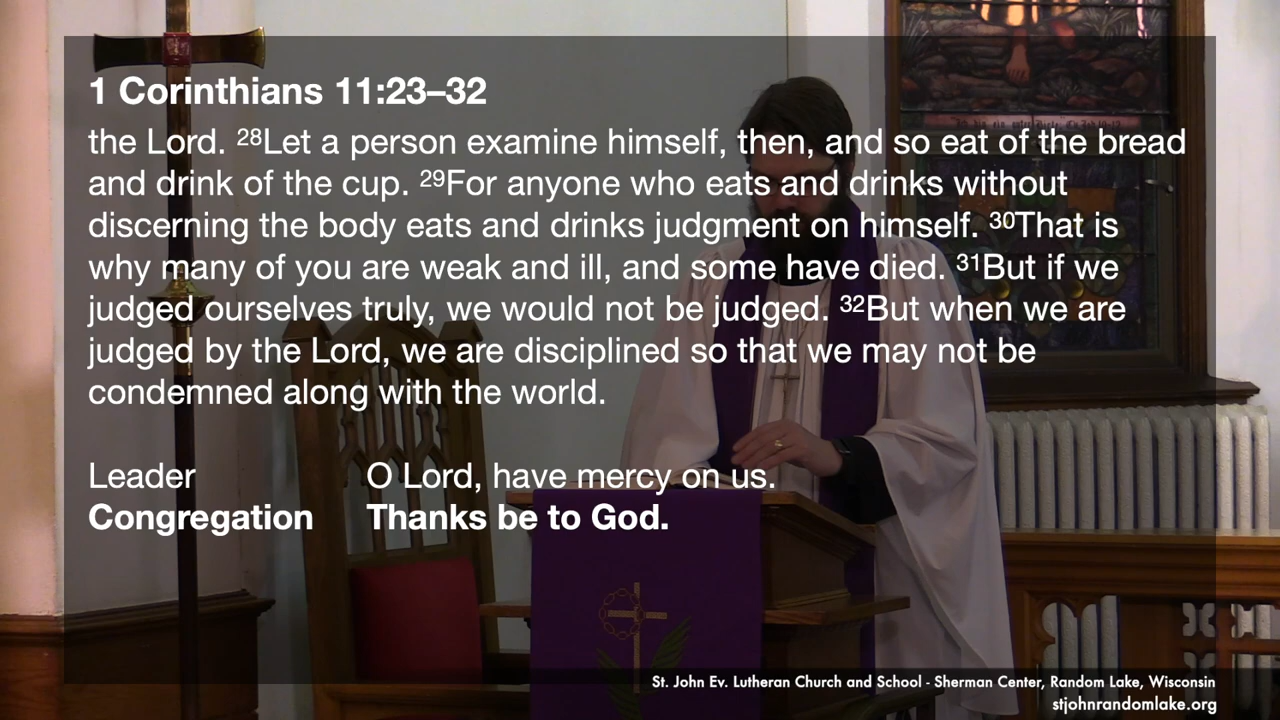 1 Corinthians 11:23–32
the Lord. ²⁸Let a person examine himself, then, and so eat of the bread
and drink of the cup. ²⁹For anyone who eats and drinks without
discerning the body eats and drinks judgment on himself. ³⁰That is
why many of you are weak and ill, and some have died. ³¹But if we
judged ourselves truly, we would not be judged. ³²But when we are
judged by the Lord, we are disciplined so that we may not be
condemned along with the world.
Leader O Lord, have mercy on us.
Congregation Thanks be to God.
St. John Ev. Lutheran Church and School - Sherman Center, Random Lake, Wisconsin
stjohnrandomlake.org